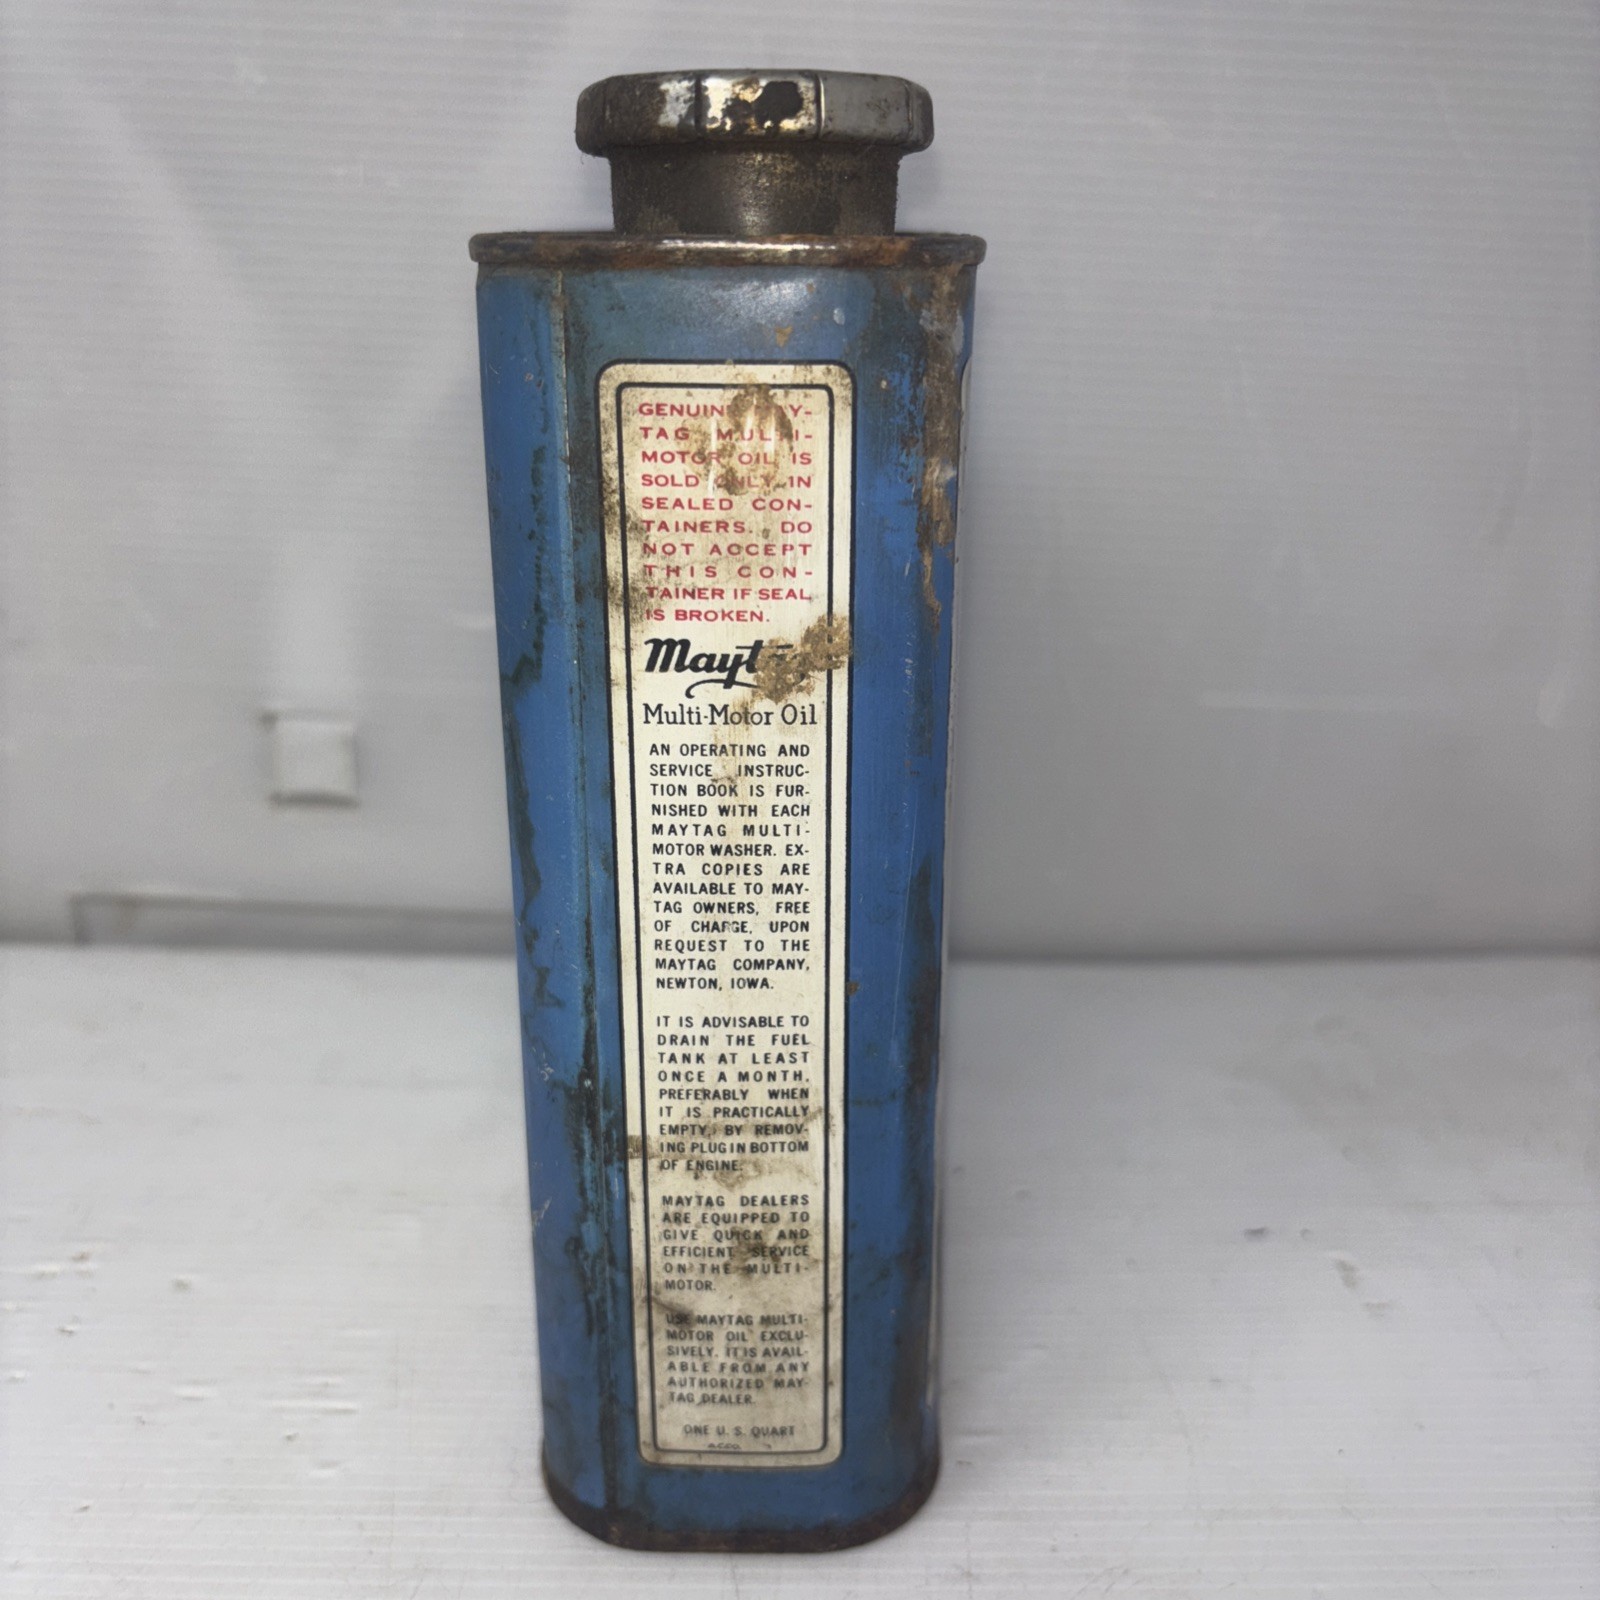 GENUINE MAY-
TAG MULTI-
MOTOR OIL IS
SOLD ONLY IN
SEALED CON-
TAINERS. DO
NOT ACCEPT
THIS CON-
TAINER IF SEAL
IS BROKEN.
Maytag
Multi-Motor Oil
AN OPERATING AND
SERVICE INSTRUC-
TION BOOK IS FUR-
NISHED WITH EACH
MAYTAG MULTI-
MOTOR WASHER. EX-
TRA COPIES ARE
AVAILABLE TO MAY-
TAG OWNERS, FREE
OF CHARGE, UPON
REQUEST TO THE
MAYTAG COMPANY,
NEWTON, IOWA.
IT IS ADVISABLE TO
DRAIN THE FUEL
TANK AT LEAST
ONCE A MONTH,
PREFERABLY WHEN
IT IS PRACTICALLY
EMPTY, BY REMOV-
ING PLUG IN BOTTOM
OF ENGINE.
MAYTAG DEALERS
ARE EQUIPPED TO
GIVE QUICK AND
EFFICIENT SERVICE
ON THE MULTI-
MOTOR.
USE MAYTAG MULTI-
MOTOR OIL EXCLU-
SIVELY. IT IS AVAIL-
ABLE FROM ANY
AUTHORIZED MAY-
TAG DEALER.
ONE U. S. QUART